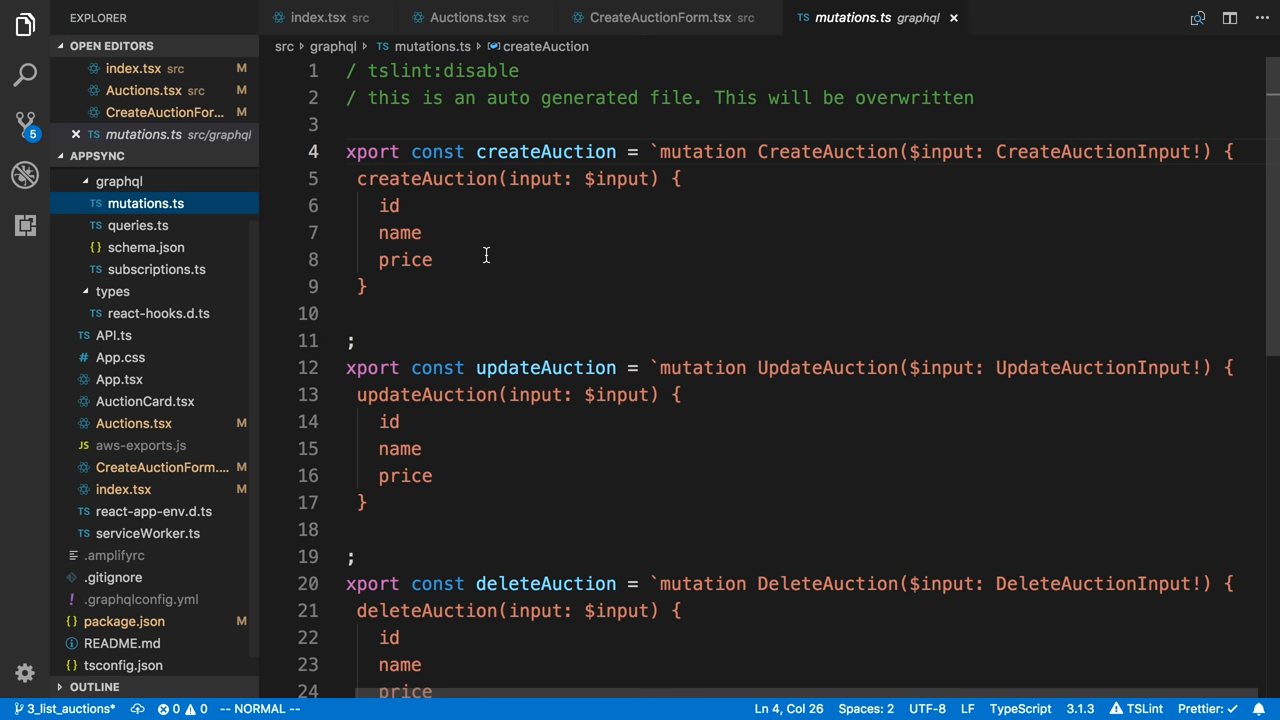 EXPLORER
OPEN EDITORS
index.tsx src M
Auctions.tsx src M
CreateAuctionFor... M
mutations.ts src/graphql
APPSYNC
graphql
TS mutations.ts
TS queries.ts
{} schema.json
TS subscriptions.ts
types
TS react-hooks.d.ts
TS API.ts
# App.css
App.tsx
AuctionCard.tsx
Auctions.tsx M
JS aws-exports.js
CreateAuctionForm.... M
index.tsx M
TS react-app-env.d.ts
TS serviceWorker.ts
.amplifyrc
.gitignore
! .graphqlconfig.yml
{} package.json M
README.md
{} tsconfig.json
OUTLINE
5
index.tsx src
Auctions.tsx src
CreateAuctionForm.tsx src
TS mutations.ts graphql
src graphql TS mutations.ts createAuction
1 / tslint:disable
2 / this is an auto generated file. This will be overwritten
3
4 xport const createAuction = `mutation CreateAuction($input: CreateAuctionInput!) {
5 createAuction(input: $input) {
6 id
7 name
8 price
9 }
10
11 ;
12 xport const updateAuction = `mutation UpdateAuction($input: UpdateAuctionInput!) {
13 updateAuction(input: $input) {
14 id
15 name
16 price
17 }
18
19 ;
20 xport const deleteAuction = `mutation DeleteAuction($input: DeleteAuctionInput!) {
21 deleteAuction(input: $input) {
22 id
23 name
24 price
3_list_auctions* 0 0 -- NORMAL -- Ln 4, Col 26 Spaces: 2 UTF-8 LF TypeScript 3.1.3 TSLint Prettier: ✓